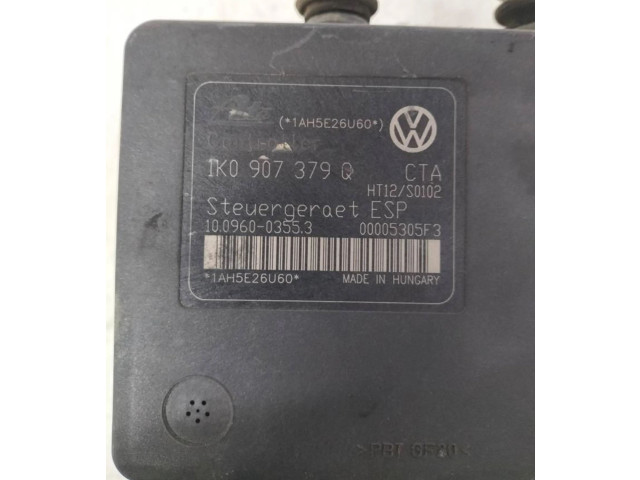 (*1AH5E26U60*)
1K0 907 379 Q CTA
HT12/S0102
Steuergeraet ESP
10.0960-0355.3 00005305F3
*1AH5E26U60* MADE IN HUNGARY